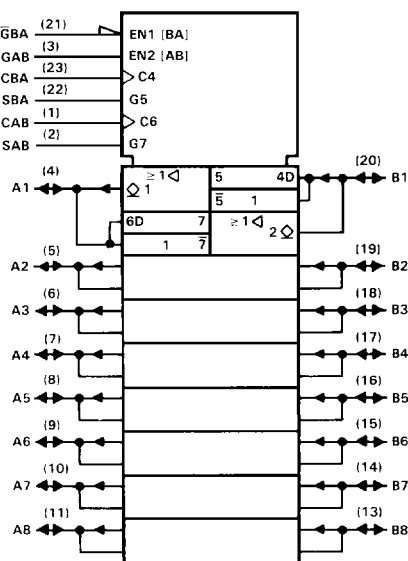 G̅BA (21) EN1 [BA]
GAB (3) EN2 [AB]
CBA (23) C4
SBA (22) G5
CAB (1) C6
SAB (2) G7
A1 (4) ≥1 ◁ 5 4D (20) B1
1 5̅ 1
6D 7 ≥1 ◁
1 7̅ 2
A2 (5) (19) B2
A3 (6) (18) B3
A4 (7) (17) B4
A5 (8) (16) B5
A6 (9) (15) B6
A7 (10) (14) B7
A8 (11) (13) B8